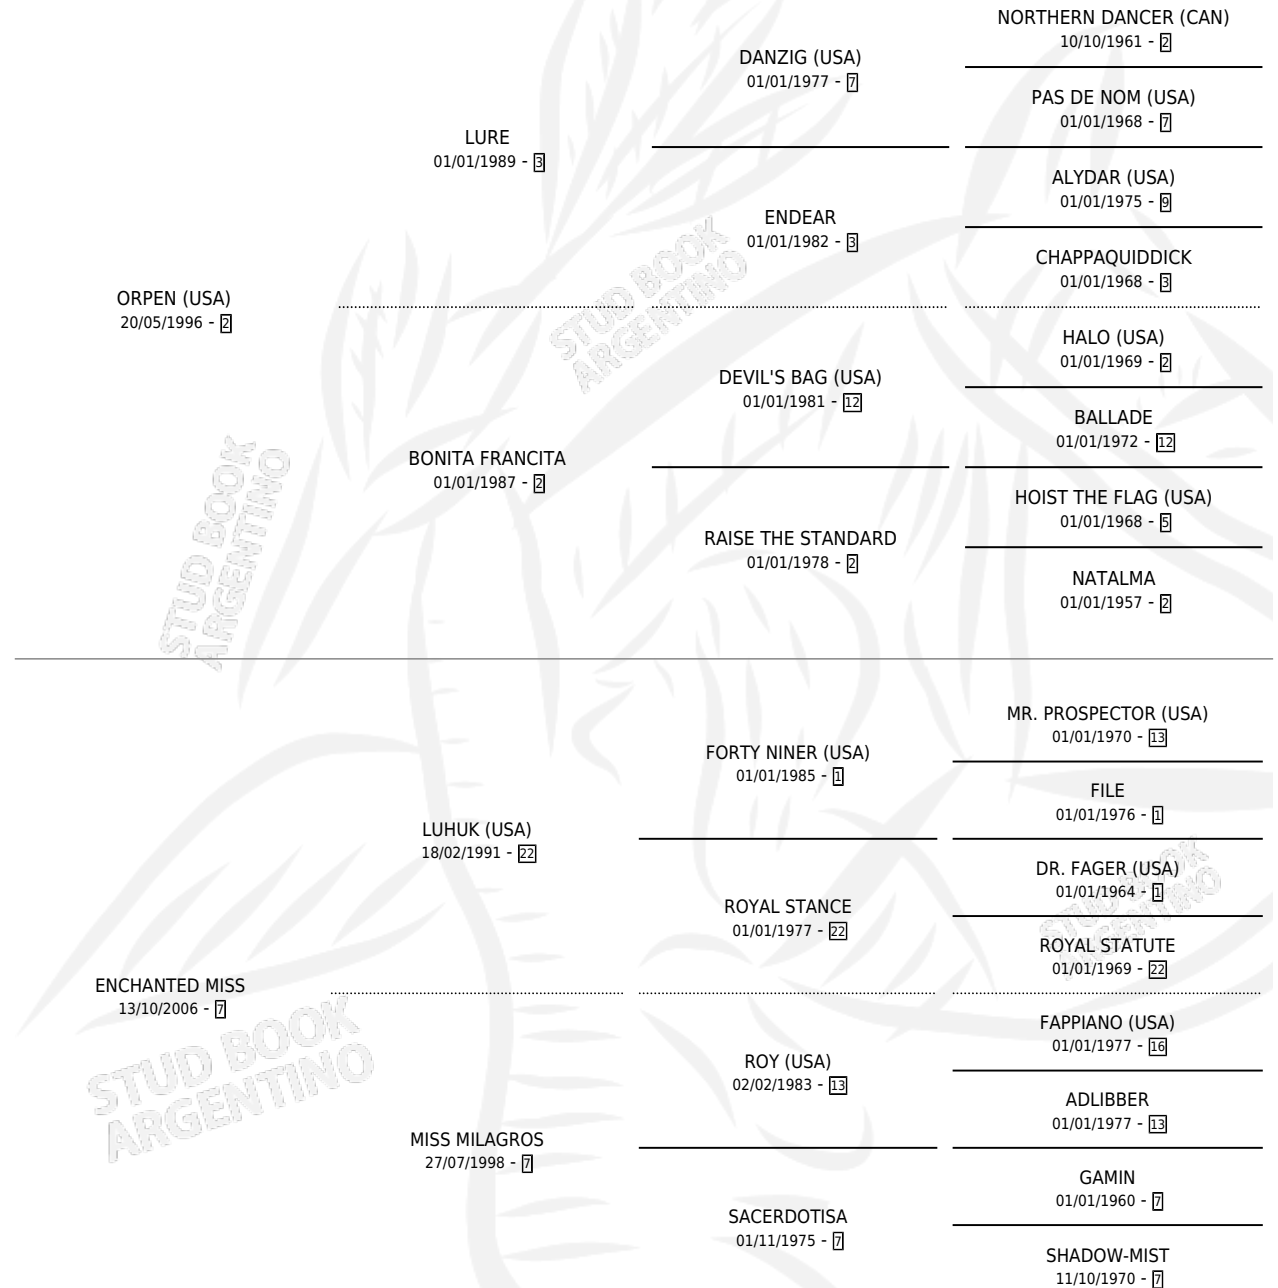 NORTHERN DANCER (CAN)
10/10/1961 - 2
DANZIG (USA)
01/01/1977 - 7
PAS DE NOM (USA)
01/01/1968 - 7
LURE
01/01/1989 - 3
ALYDAR (USA)
01/01/1975 - 9
ENDEAR
01/01/1982 - 3
CHAPPAQUIDDICK
01/01/1968 - 3
ORPEN (USA)
20/05/1996 - 2
HALO (USA)
01/01/1969 - 2
DEVIL'S BAG (USA)
01/01/1981 - 12
BALLADE
01/01/1972 - 12
BONITA FRANCITA
01/01/1987 - 2
HOIST THE FLAG (USA)
01/01/1968 - 5
RAISE THE STANDARD
01/01/1978 - 2
NATALMA
01/01/1957 - 2
STUD BOOK
ARGENTINO
STUD BOOK
ARGENTINO
MR. PROSPECTOR (USA)
01/01/1970 - 13
FORTY NINER (USA)
01/01/1985 - 1
FILE
01/01/1976 - 1
LUHUK (USA)
18/02/1991 - 22
DR. FAGER (USA)
01/01/1964 - 1
ROYAL STANCE
01/01/1977 - 22
ROYAL STATUTE
01/01/1969 - 22
ENCHANTED MISS
13/10/2006 - 7
FAPPIANO (USA)
01/01/1977 - 16
ROY (USA)
02/02/1983 - 13
ADLIBBER
01/01/1977 - 13
MISS MILAGROS
27/07/1998 - 7
GAMIN
01/01/1960 - 7
SACERDOTISA
01/11/1975 - 7
SHADOW-MIST
11/10/1970 - 7
STUD BOOK
ARGENTINO
STUD BOOK
ARGENTINO